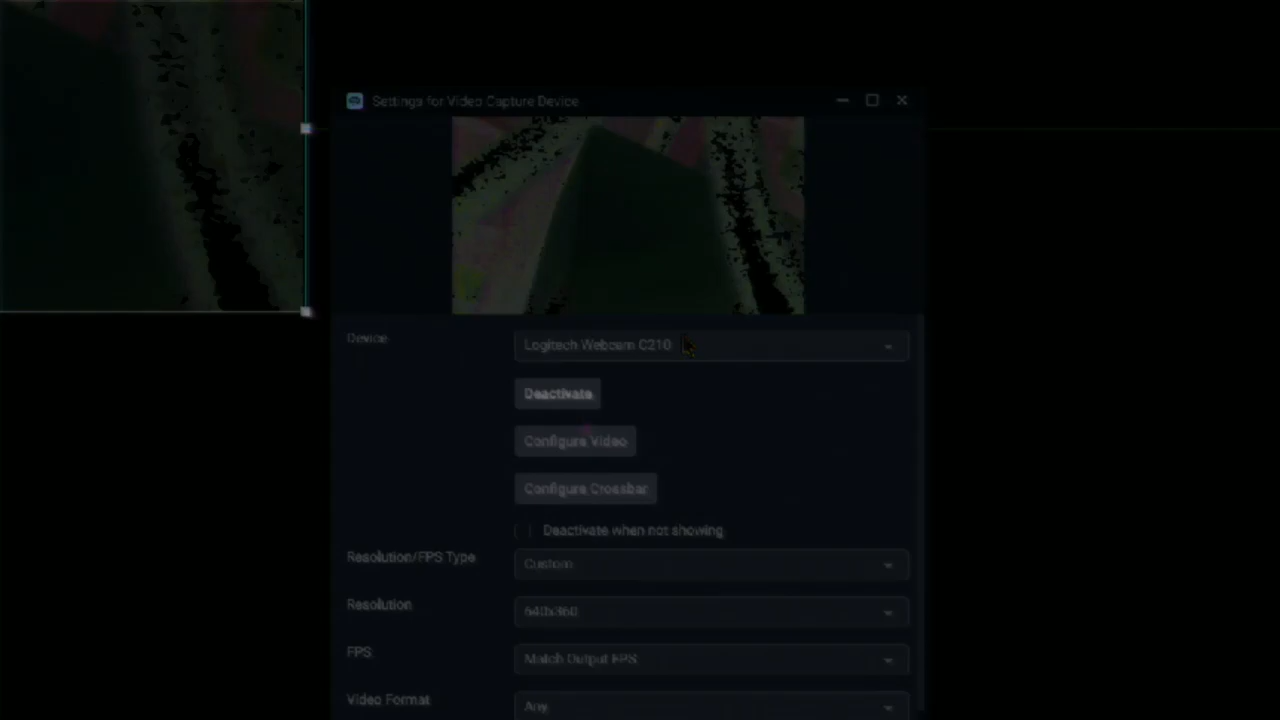 Settings for Video Capture Device
Device
Logitech Webcam C210
Deactivate
Configure Video
Configure Crossbar
Deactivate when not showing
Resolution/FPS Type
Custom
Resolution
640x360
FPS
Match Output FPS
Video Format
Any